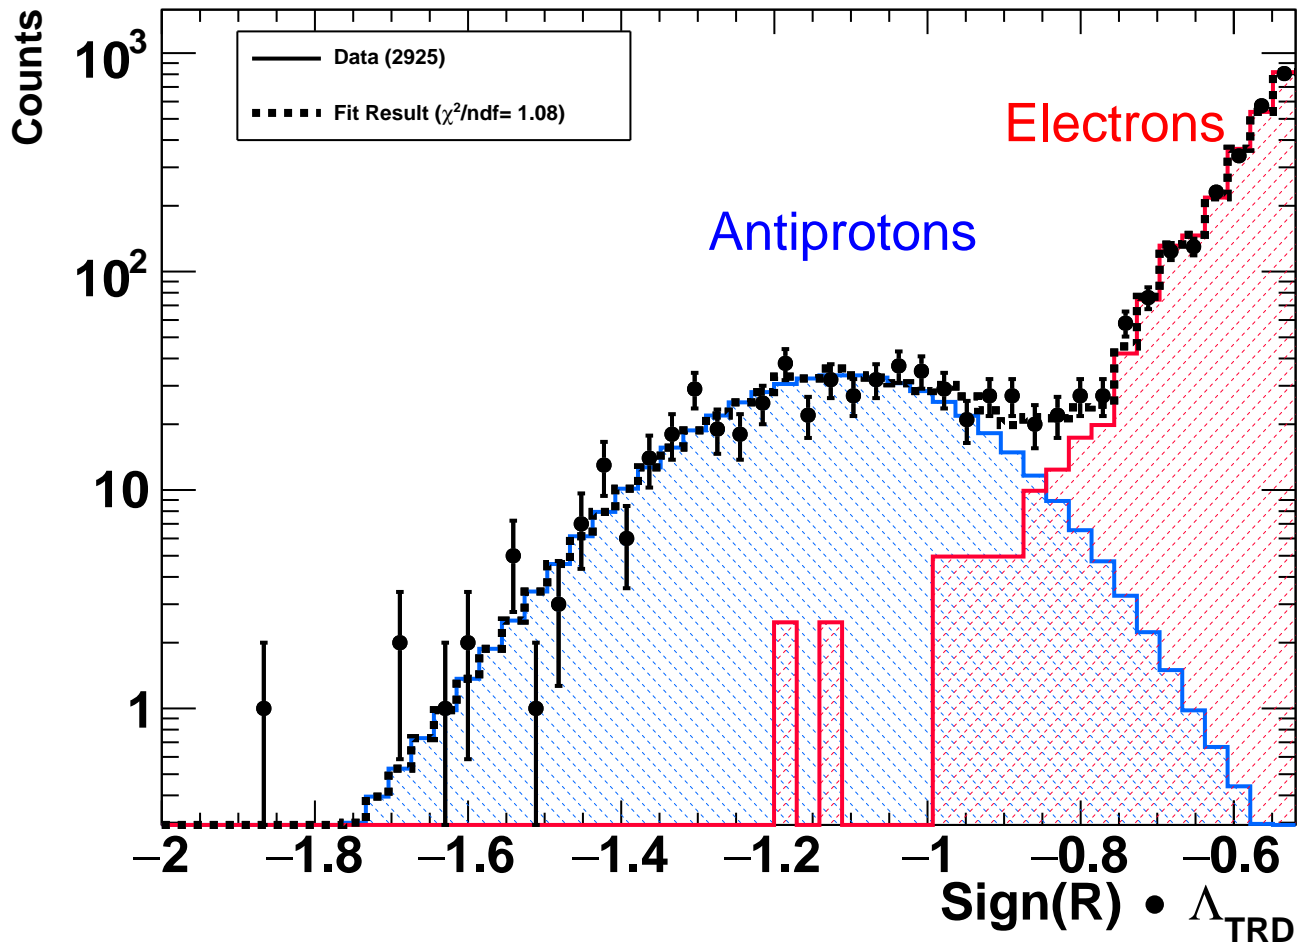 Counts
10³
10²
10
1
Data (2925)
Fit Result (χ²/ndf= 1.08)
Electrons
Antiprotons
−2 −1.8 −1.6 −1.4 −1.2 −1 −0.8 −0.6
Sign(R) • Λ_TRD